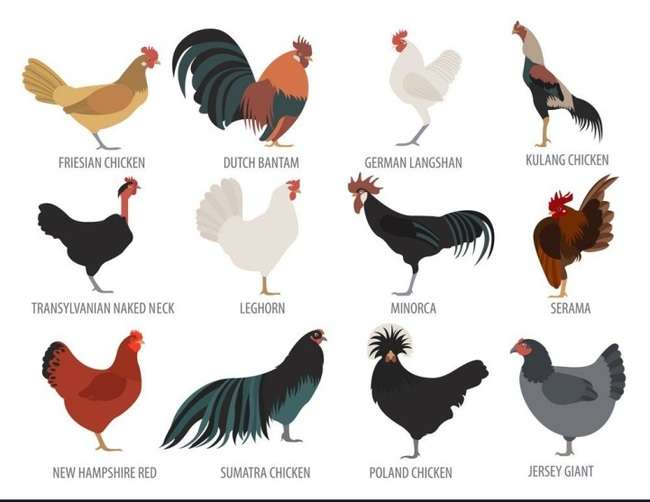 FRIESIAN CHICKEN
DUTCH BANTAM
GERMAN LANGSHAN
KULANG CHICKEN
TRANSYLVANIAN NAKED NECK
LEGHORN
MINORCA
SERAMA
NEW HAMPSHIRE RED
SUMATRA CHICKEN
POLAND CHICKEN
JERSEY GIANT